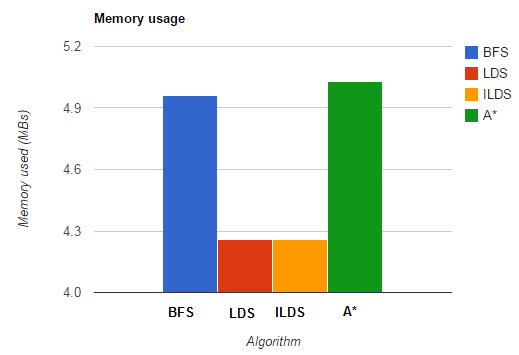 Memory usage
5.2
4.9
4.6
4.3
4.0
Memory used (MBs)
BFS LDS ILDS A*
Algorithm
BFS
LDS
ILDS
A*